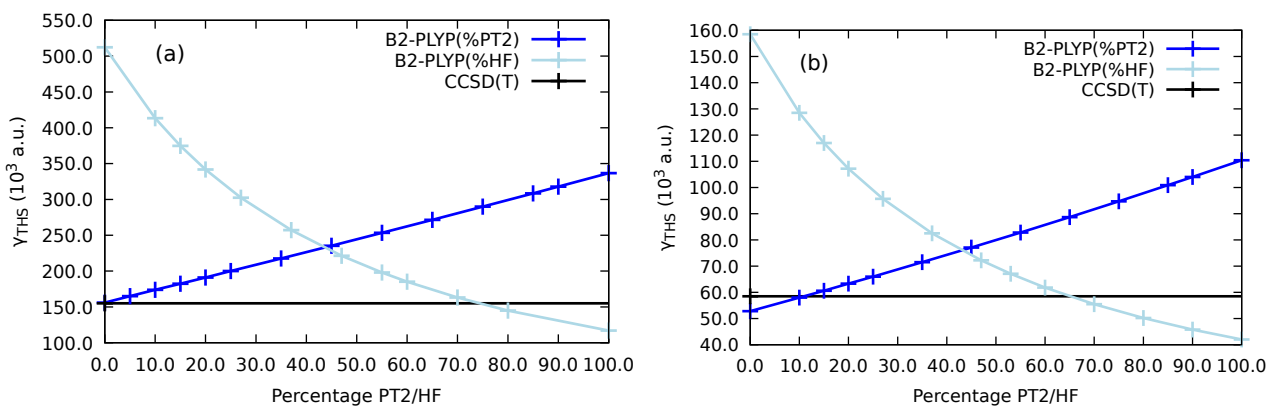 550.0
500.0
450.0
400.0
350.0
300.0
250.0
200.0
150.0
100.0
γTHS (10³ a.u.)
(a)
B2-PLYP(%PT2)
B2-PLYP(%HF)
CCSD(T)
0.0 10.0 20.0 30.0 40.0 50.0 60.0 70.0 80.0 90.0 100.0
Percentage PT2/HF
160.0
150.0
140.0
130.0
120.0
110.0
100.0
90.0
80.0
70.0
60.0
50.0
40.0
γTHS (10³ a.u.)
(b)
B2-PLYP(%PT2)
B2-PLYP(%HF)
CCSD(T)
0.0 10.0 20.0 30.0 40.0 50.0 60.0 70.0 80.0 90.0 100.0
Percentage PT2/HF